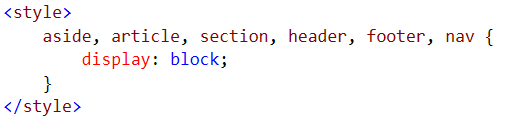 <style>
    aside, article, section, header, footer, nav {
        display: block;
    }
</style>